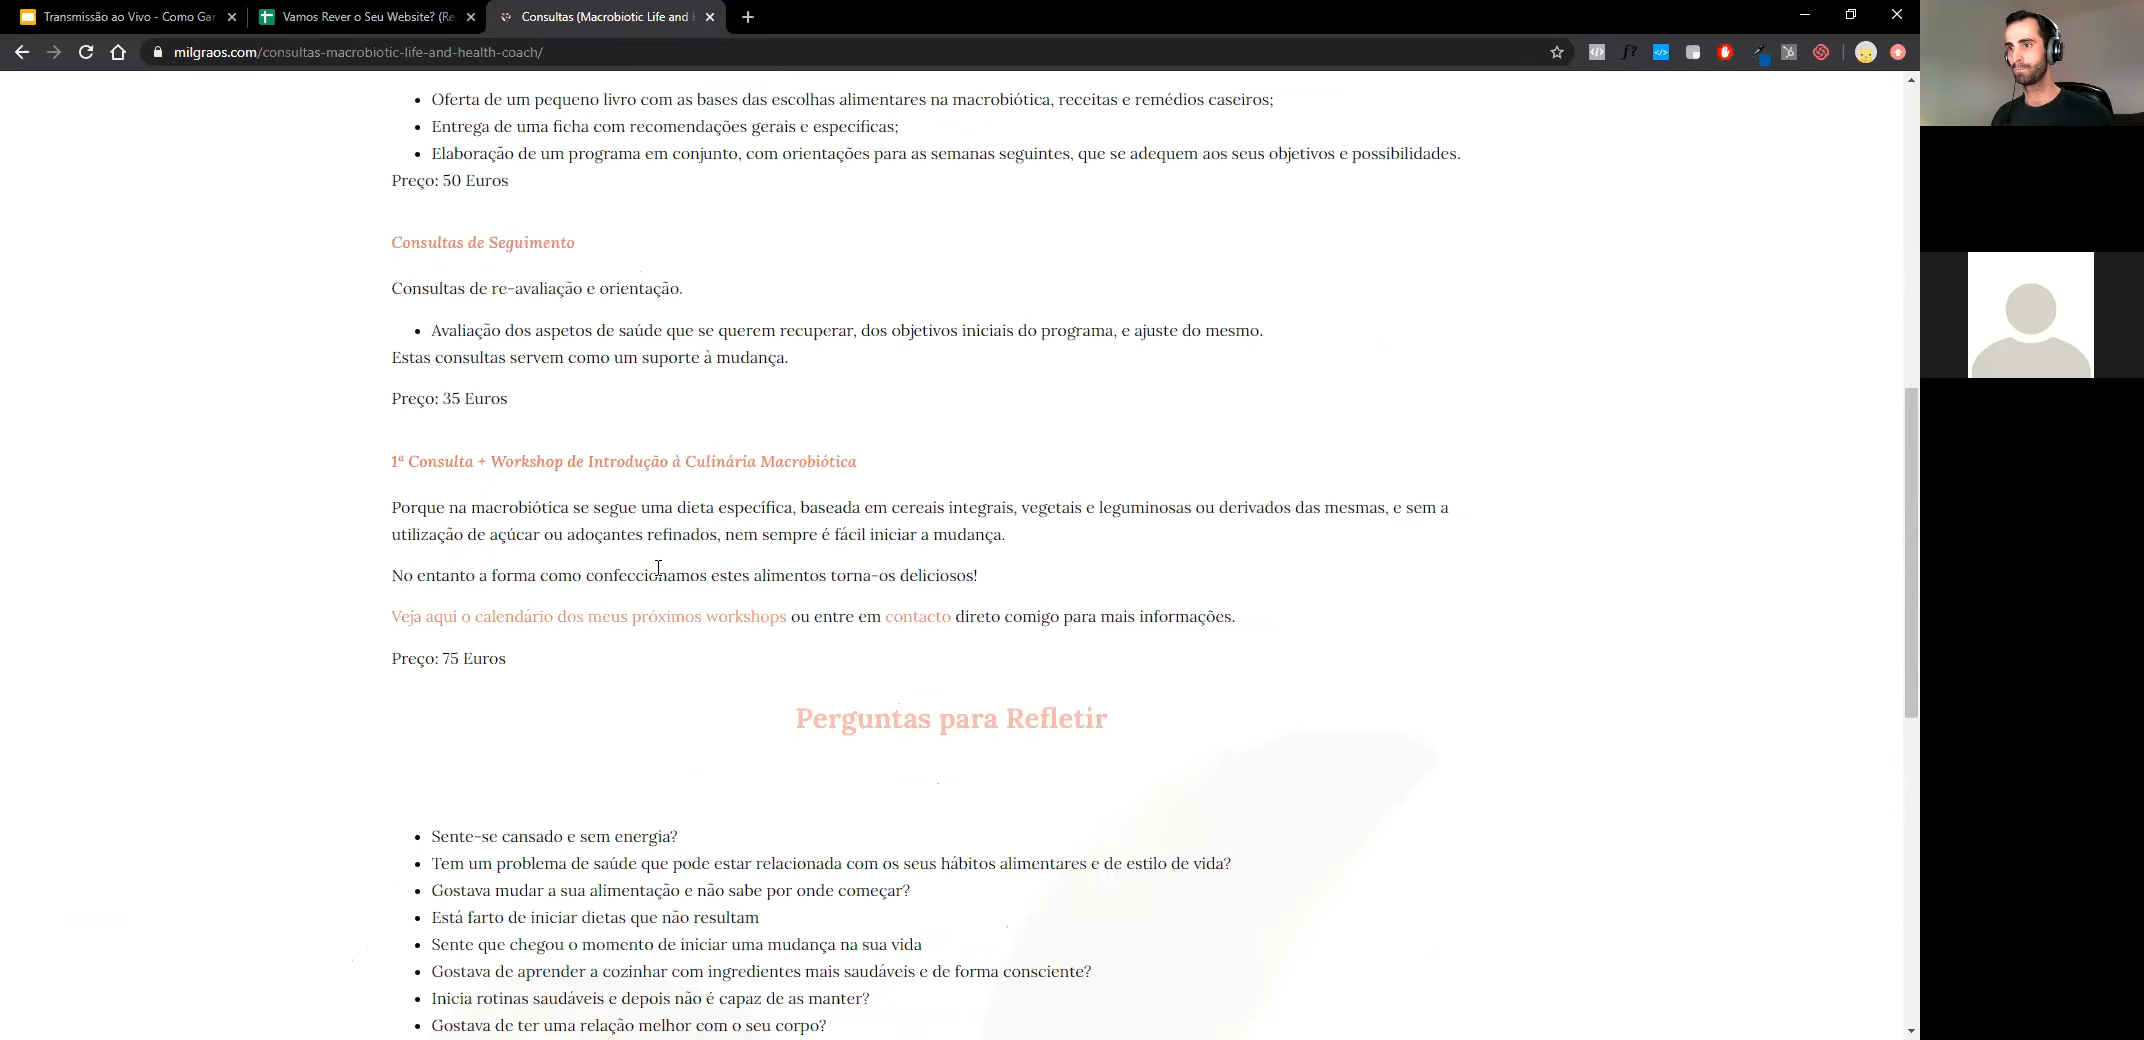 Transmissão ao Vivo - Como Gar
Vamos Rever o Seu Website? (Re
Consultas (Macrobiotic Life and
milgraos.com/consultas-macrobiotic-life-and-health-coach/
Oferta de um pequeno livro com as bases das escolhas alimentares na macrobiótica, receitas e remédios caseiros;
Entrega de uma ficha com recomendações gerais e específicas;
Elaboração de um programa em conjunto, com orientações para as semanas seguintes, que se adequem aos seus objetivos e possibilidades.
Preço: 50 Euros
Consultas de Seguimento
Consultas de re-avaliação e orientação.
Avaliação dos aspetos de saúde que se querem recuperar, dos objetivos iniciais do programa, e ajuste do mesmo.
Estas consultas servem como um suporte à mudança.
Preço: 35 Euros
1ª Consulta + Workshop de Introdução à Culinária Macrobiótica
Porque na macrobiótica se segue uma dieta específica, baseada em cereais integrais, vegetais e leguminosas ou derivados das mesmas, e sem a
utilização de açúcar ou adoçantes refinados, nem sempre é fácil iniciar a mudança.
No entanto a forma como confeccionamos estes alimentos torna-os deliciosos!
Veja aqui o calendário dos meus próximos workshops ou entre em contacto direto comigo para mais informações.
Preço: 75 Euros
Perguntas para Refletir
Sente-se cansado e sem energia?
Tem um problema de saúde que pode estar relacionada com os seus hábitos alimentares e de estilo de vida?
Gostava mudar a sua alimentação e não sabe por onde começar?
Está farto de iniciar dietas que não resultam
Sente que chegou o momento de iniciar uma mudança na sua vida
Gostava de aprender a cozinhar com ingredientes mais saudáveis e de forma consciente?
Inicia rotinas saudáveis e depois não é capaz de as manter?
Gostava de ter uma relação melhor com o seu corpo?